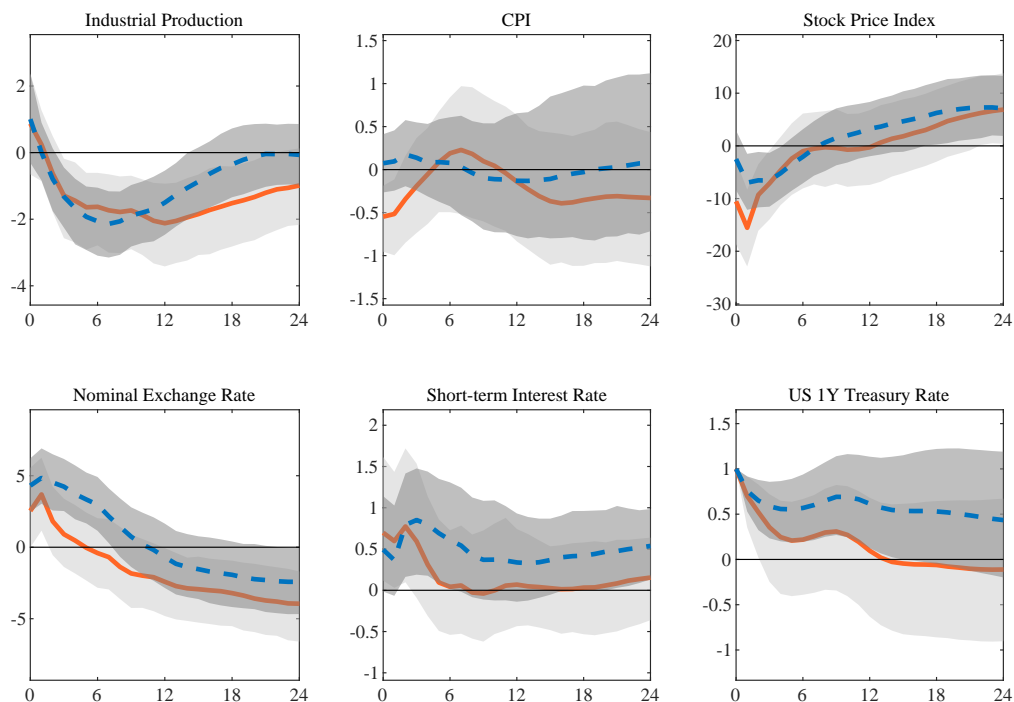 Industrial Production
2
0
-2
-4
0 6 12 18 24
CPI
1.5
1
0.5
0
-0.5
-1
-1.5
0 6 12 18 24
Stock Price Index
20
10
0
-10
-20
-30
0 6 12 18 24
Nominal Exchange Rate
5
0
-5
0 6 12 18 24
Short-term Interest Rate
2
1.5
1
0.5
0
-0.5
-1
0 6 12 18 24
US 1Y Treasury Rate
1.5
1
0.5
0
-0.5
-1
0 6 12 18 24